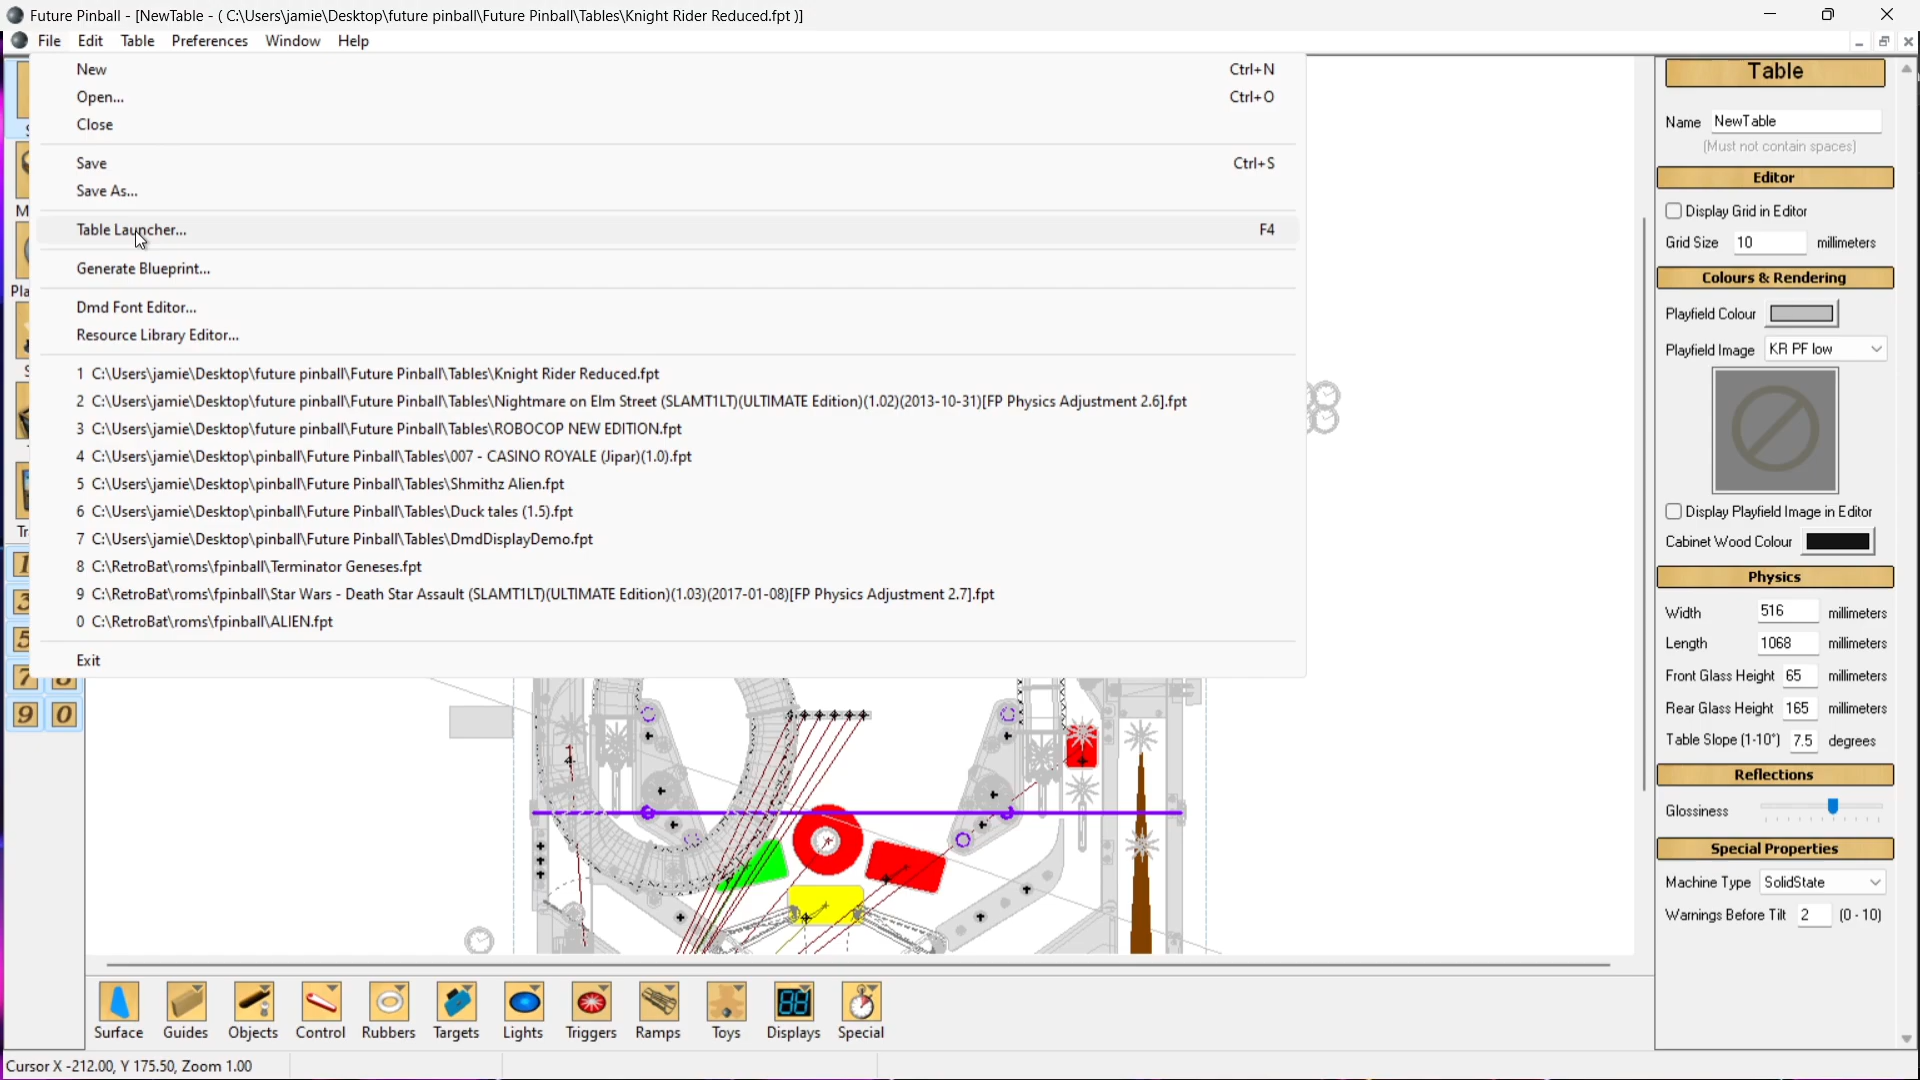 Future Pinball - [NewTable - ( C:\Users\jamie\Desktop\future pinball\Future Pinball\Tables\Knight Rider Reduced.fpt )]
File Edit Table Preferences Window Help
New Ctrl+N
Open... Ctrl+O
Close
Save Ctrl+S
Save As...
Table Launcher... F4
Generate Blueprint...
Dmd Font Editor...
Resource Library Editor...
1 C:\Users\jamie\Desktop\future pinball\Future Pinball\Tables\Knight Rider Reduced.fpt
2 C:\Users\jamie\Desktop\future pinball\Future Pinball\Tables\Nightmare on Elm Street (SLAMT1LT)(ULTIMATE Edition)(1.02)(2013-10-31)[FP Physics Adjustment 2.6].fpt
3 C:\Users\jamie\Desktop\future pinball\Future Pinball\Tables\ROBOCOP NEW EDITION.fpt
4 C:\Users\jamie\Desktop\pinball\Future Pinball\Tables\007 - CASINO ROYALE (Jipar)(1.0).fpt
5 C:\Users\jamie\Desktop\pinball\Future Pinball\Tables\Shmithz Alien.fpt
6 C:\Users\jamie\Desktop\pinball\Future Pinball\Tables\Duck tales (1.5).fpt
7 C:\Users\jamie\Desktop\pinball\Future Pinball\Tables\DmdDisplayDemo.fpt
8 C:\RetroBat\roms\fpinball\Terminator Geneses.fpt
9 C:\RetroBat\roms\fpinball\Star Wars - Death Star Assault (SLAMT1LT)(ULTIMATE Edition)(1.03)(2017-01-08)[FP Physics Adjustment 2.7].fpt
0 C:\RetroBat\roms\fpinball\ALIEN.fpt
Exit
9 0
Table
Name NewTable
(Must not contain spaces)
Editor
Display Grid in Editor
Grid Size 10 millimeters
Colours & Rendering
Playfield Colour
Playfield Image KR PF low
Display Playfield Image in Editor
Cabinet Wood Colour
Physics
Width 516 millimeters
Length 1068 millimeters
Front Glass Height 65 millimeters
Rear Glass Height 165 millimeters
Table Slope (1-10°) 7.5 degrees
Reflections
Glossiness
Special Properties
Machine Type SolidState
Warnings Before Tilt 2 (0 - 10)
Surface Guides Objects Control Rubbers Targets Lights Triggers Ramps Toys Displays Special
Cursor X -212.00, Y 175.50, Zoom 1.00